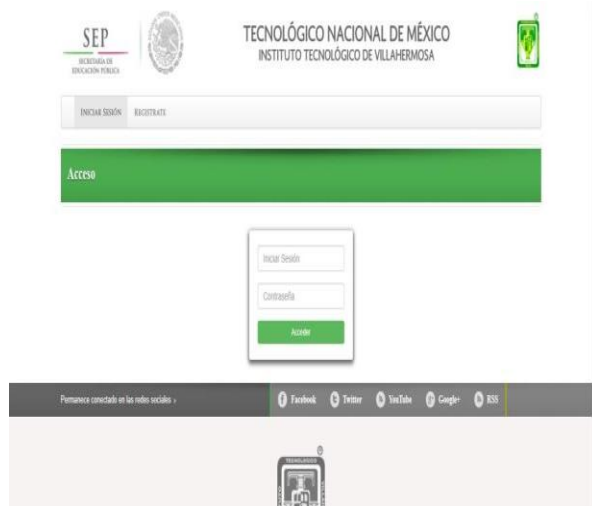 SEP
SECRETARÍA DE
EDUCACIÓN PÚBLICA
TECNOLÓGICO NACIONAL DE MÉXICO
INSTITUTO TECNOLÓGICO DE VILLAHERMOSA
INICIAR SESIÓN REGISTRATE
Acceso
Iniciar Sesión
Contraseña
Acceder
Permanece conectado en las redes sociales »
Facebook Twitter YouTube Google+ RSS
TECNOLOGICO